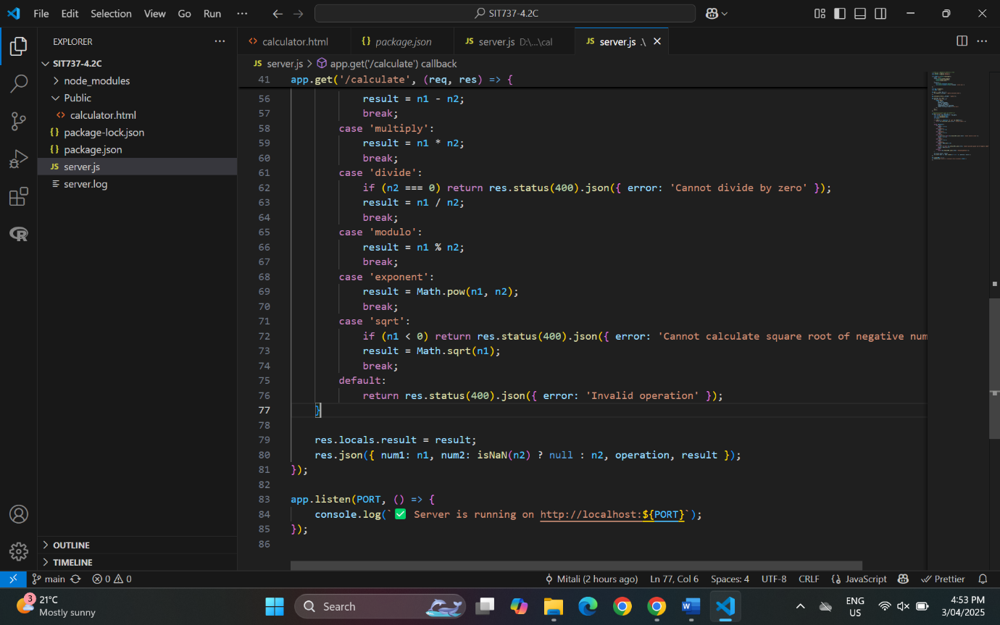 File Edit Selection View Go Run ··· SIT737-4.2C
EXPLORER ···
SIT737-4.2C
node_modules
Public
calculator.html
package-lock.json
package.json
JS server.js
server.log
OUTLINE
TIMELINE
calculator.html {} package.json JS server.js D:\...\cal JS server.js .\
JS server.js > app.get('/calculate') callback
41 app.get('/calculate', (req, res) => {
56 result = n1 - n2;
57 break;
58 case 'multiply':
59 result = n1 * n2;
60 break;
61 case 'divide':
62 if (n2 === 0) return res.status(400).json({ error: 'Cannot divide by zero' });
63 result = n1 / n2;
64 break;
65 case 'modulo':
66 result = n1 % n2;
67 break;
68 case 'exponent':
69 result = Math.pow(n1, n2);
70 break;
71 case 'sqrt':
72 if (n1 < 0) return res.status(400).json({ error: 'Cannot calculate square root of negative num
73 result = Math.sqrt(n1);
74 break;
75 default:
76 return res.status(400).json({ error: 'Invalid operation' });
77 }
78
79 res.locals.result = result;
80 res.json({ num1: n1, num2: isNaN(n2) ? null : n2, operation, result });
81 });
82
83 app.listen(PORT, () => {
84 console.log(`✅ Server is running on http://localhost:${PORT}`);
85 });
86
main 0 0 Mitali (2 hours ago) Ln 77, Col 6 Spaces: 4 UTF-8 CRLF {} JavaScript Prettier
3 21°C
Mostly sunny
Search
ENG
US
4:53 PM
3/04/2025